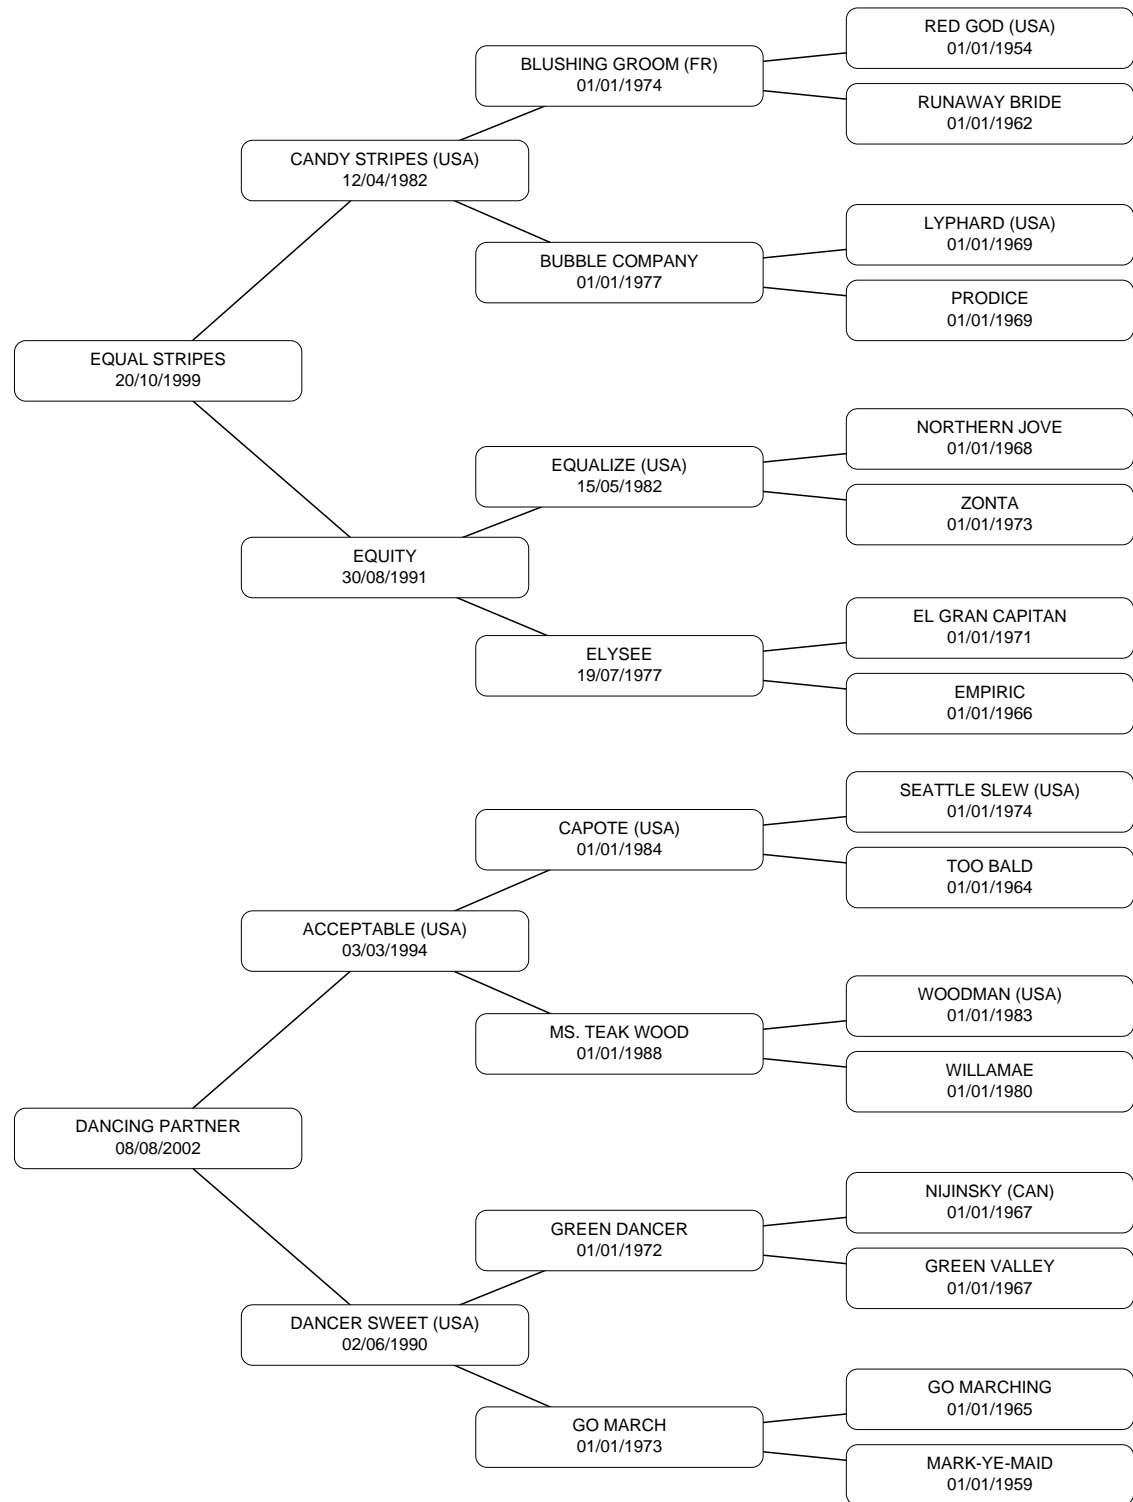 RED GOD (USA)
01/01/1954
BLUSHING GROOM (FR)
01/01/1974
RUNAWAY BRIDE
01/01/1962
CANDY STRIPES (USA)
12/04/1982
LYPHARD (USA)
01/01/1969
BUBBLE COMPANY
01/01/1977
PRODICE
01/01/1969
EQUAL STRIPES
20/10/1999
NORTHERN JOVE
01/01/1968
EQUALIZE (USA)
15/05/1982
ZONTA
01/01/1973
EQUITY
30/08/1991
EL GRAN CAPITAN
01/01/1971
ELYSEE
19/07/1977
EMPIRIC
01/01/1966
SEATTLE SLEW (USA)
01/01/1974
CAPOTE (USA)
01/01/1984
TOO BALD
01/01/1964
ACCEPTABLE (USA)
03/03/1994
WOODMAN (USA)
01/01/1983
MS. TEAK WOOD
01/01/1988
WILLAMAE
01/01/1980
DANCING PARTNER
08/08/2002
NIJINSKY (CAN)
01/01/1967
GREEN DANCER
01/01/1972
GREEN VALLEY
01/01/1967
DANCER SWEET (USA)
02/06/1990
GO MARCHING
01/01/1965
GO MARCH
01/01/1973
MARK-YE-MAID
01/01/1959